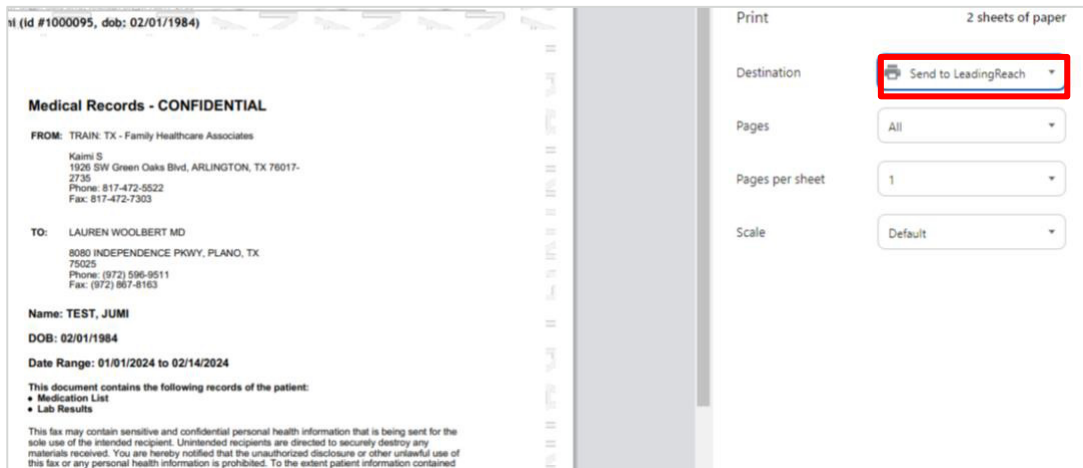 ni (id #1000095, dob: 02/01/1984)
Medical Records - CONFIDENTIAL
FROM: TRAIN: TX - Family Healthcare Associates
Kaimi S
1926 SW Green Oaks Blvd, ARLINGTON, TX 76017-
2735
Phone: 817-472-5522
Fax: 817-472-7303
TO: LAUREN WOOLBERT MD
8080 INDEPENDENCE PKWY, PLANO, TX
75025
Phone: (972) 596-9511
Fax: (972) 867-8163
Name: TEST, JUMI
DOB: 02/01/1984
Date Range: 01/01/2024 to 02/14/2024
This document contains the following records of the patient:
• Medication List
• Lab Results
This fax may contain sensitive and confidential personal health information that is being sent for the
sole use of the intended recipient. Unintended recipients are directed to securely destroy any
materials received. You are hereby notified that the unauthorized disclosure or other unlawful use of
this fax or any personal health information is prohibited. To the extent patient information contained
Print 2 sheets of paper
Destination Send to LeadingReach
Pages All
Pages per sheet 1
Scale Default